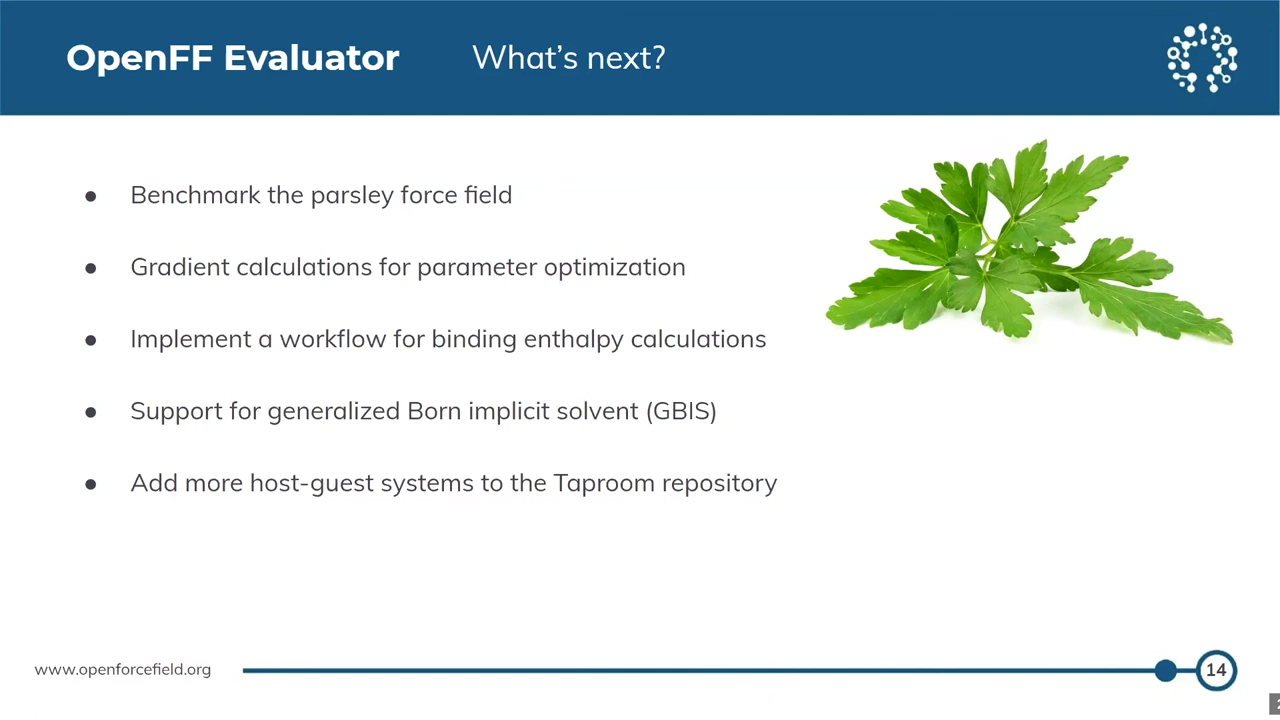 OpenFF Evaluator What's next?
● Benchmark the parsley force field
● Gradient calculations for parameter optimization
● Implement a workflow for binding enthalpy calculations
● Support for generalized Born implicit solvent (GBIS)
● Add more host-guest systems to the Taproom repository
www.openforcefield.org
14